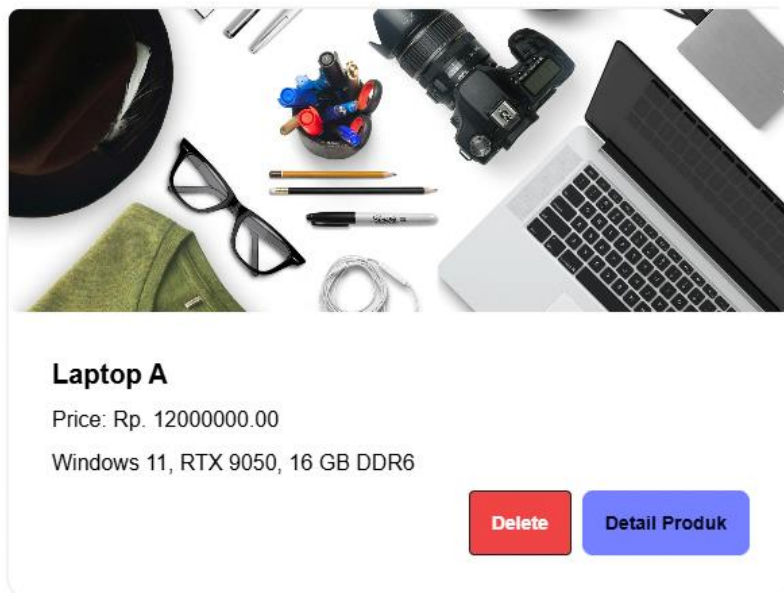 Laptop A
Price: Rp. 12000000.00
Windows 11, RTX 9050, 16 GB DDR6
Delete
Detail Produk